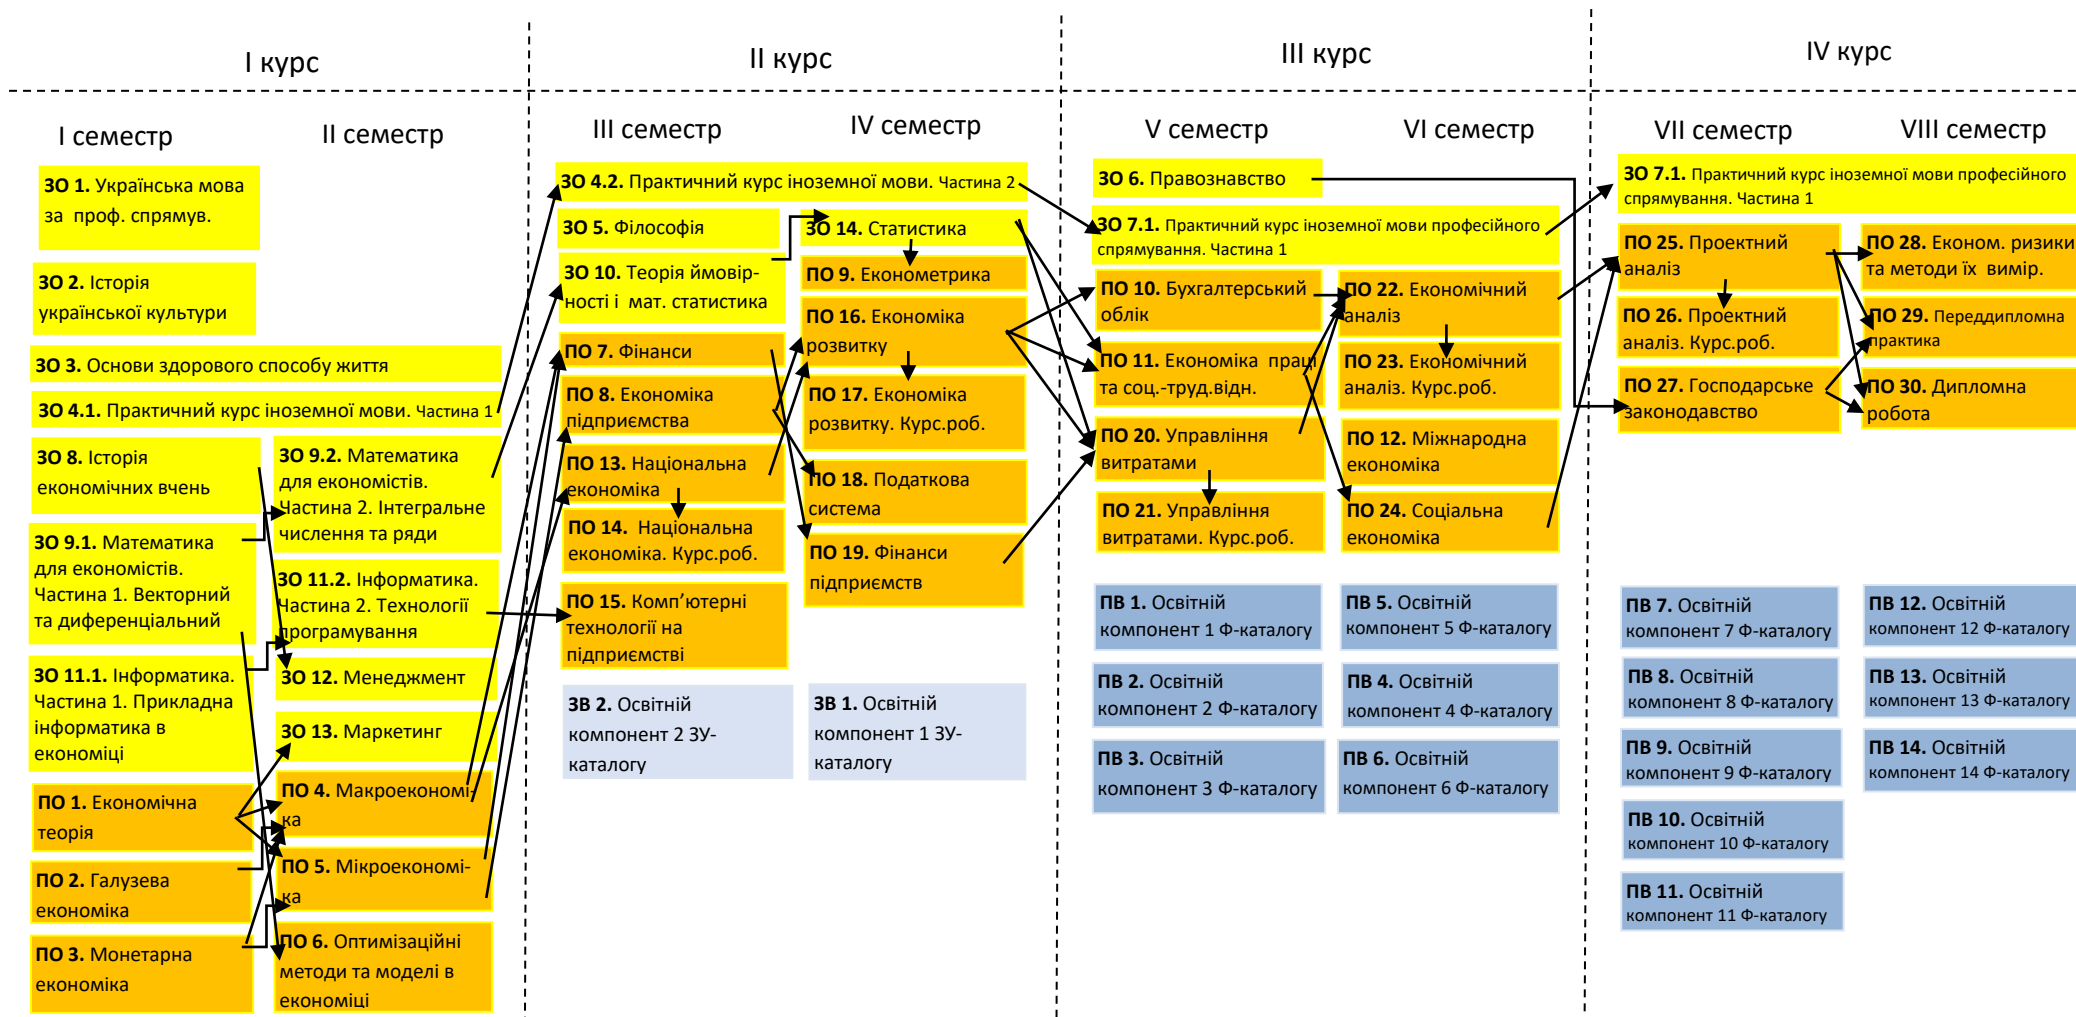 I курс
II курс
III курс
IV курс
I семестр
II семестр
III семестр
IV семестр
V семестр
VI семестр
VII семестр
VIII семестр
ЗО 1. Українська мова
за проф. спрямув.
ЗО 2. Історія
української культури
ЗО 3. Основи здорового способу життя
ЗО 4.1. Практичний курс іноземної мови. Частина 1
ЗО 8. Історія
економічних вчень
ЗО 9.1. Математика
для економістів.
Частина 1. Векторний
та диференціальний
ЗО 11.1. Інформатика.
Частина 1. Прикладна
інформатика в
економіці
ПО 1. Економічна
теорія
ПО 2. Галузева
економіка
ПО 3. Монетарна
економіка
ЗО 9.2. Математика
для економістів.
Частина 2. Інтегральне
числення та ряди
ЗО 11.2. Інформатика.
Частина 2. Технології
програмування
ЗО 12. Менеджмент
ЗО 13. Маркетинг
ПО 4. Макроекономі-
ка
ПО 5. Мікроекономі-
ка
ПО 6. Оптимізаційні
методи та моделі в
економіці
ЗО 4.2. Практичний курс іноземної мови. Частина 2
ЗО 5. Філософія
ЗО 10. Теорія ймовір-
ності і мат. статистика
ПО 7. Фінанси
ПО 8. Економіка
підприємства
ПО 13. Національна
економіка
ПО 14. Національна
економіка. Курс.роб.
ПО 15. Комп’ютерні
технології на
підприємстві
ЗВ 2. Освітній
компонент 2 ЗУ-
каталогу
ЗО 14. Статистика
ПО 9. Економетрика
ПО 16. Економіка
розвитку
ПО 17. Економіка
розвитку. Курс.роб.
ПО 18. Податкова
система
ПО 19. Фінанси
підприємств
ЗВ 1. Освітній
компонент 1 ЗУ-
каталогу
ЗО 6. Правознавство
ЗО 7.1. Практичний курс іноземної мови професійного
спрямування. Частина 1
ПО 10. Бухгалтерський
облік
ПО 11. Економіка праці
та соц.-труд.відн.
ПО 20. Управління
витратами
ПО 21. Управління
витратами. Курс.роб.
ПВ 1. Освітній
компонент 1 Ф-каталогу
ПВ 2. Освітній
компонент 2 Ф-каталогу
ПВ 3. Освітній
компонент 3 Ф-каталогу
ПО 22. Економічний
аналіз
ПО 23. Економічний
аналіз. Курс.роб.
ПО 12. Міжнародна
економіка
ПО 24. Соціальна
економіка
ПВ 5. Освітній
компонент 5 Ф-каталогу
ПВ 4. Освітній
компонент 4 Ф-каталогу
ПВ 6. Освітній
компонент 6 Ф-каталогу
ЗО 7.1. Практичний курс іноземної мови професійного
спрямування. Частина 1
ПО 25. Проектний
аналіз
ПО 26. Проектний
аналіз. Курс.роб.
ПО 27. Господарське
законодавство
ПВ 7. Освітній
компонент 7 Ф-каталогу
ПВ 8. Освітній
компонент 8 Ф-каталогу
ПВ 9. Освітній
компонент 9 Ф-каталогу
ПВ 10. Освітній
компонент 10 Ф-каталогу
ПВ 11. Освітній
компонент 11 Ф-каталогу
ПО 28. Економ. ризики
та методи їх вимір.
ПО 29. Переддипломна
практика
ПО 30. Дипломна
робота
ПВ 12. Освітній
компонент 12 Ф-каталогу
ПВ 13. Освітній
компонент 13 Ф-каталогу
ПВ 14. Освітній
компонент 14 Ф-каталогу